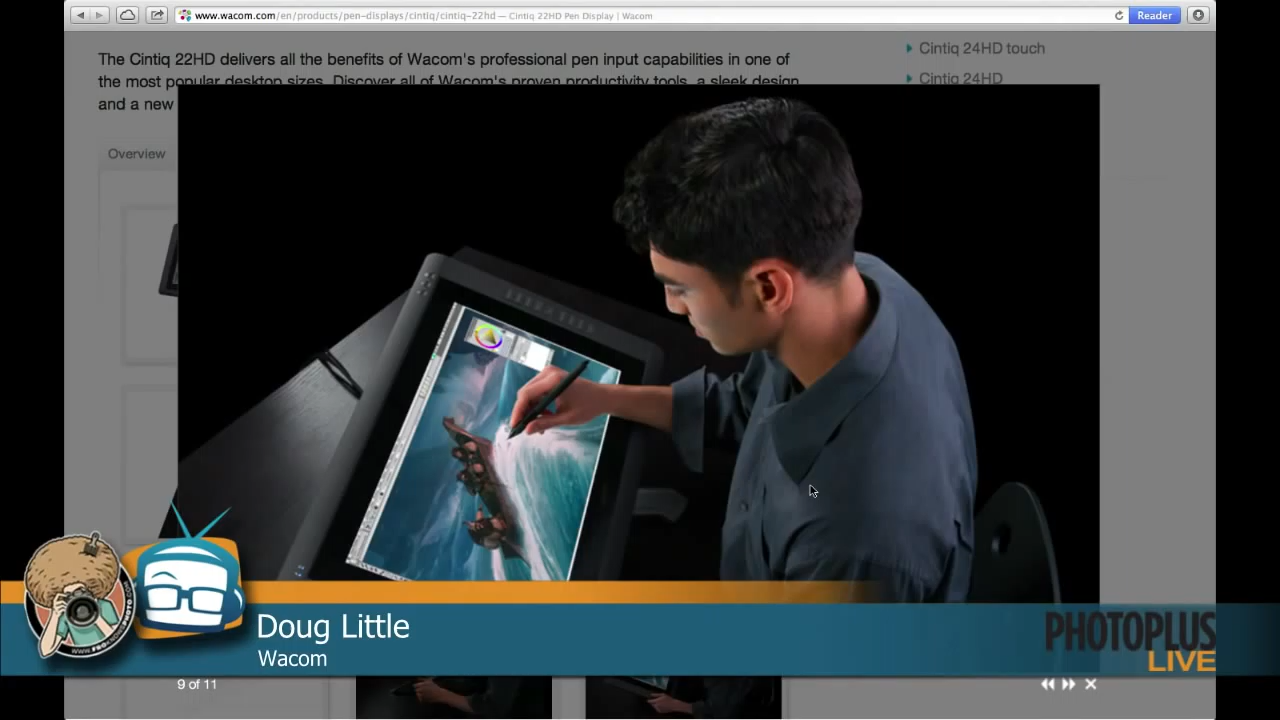 www.wacom.com/en/products/pen-displays/cintiq/cintiq-22hd — Cintiq 22HD Pen Display | Wacom
Reader
The Cintiq 22HD delivers all the benefits of Wacom's professional pen input capabilities in one of
the most popular desktop sizes. Discover all of Wacom's proven productivity tools, a sleek design
and a new
Cintiq 24HD touch
Cintiq 24HD
Overview
Doug Little
Wacom
PHOTOPLUS
LIVE
9 of 11